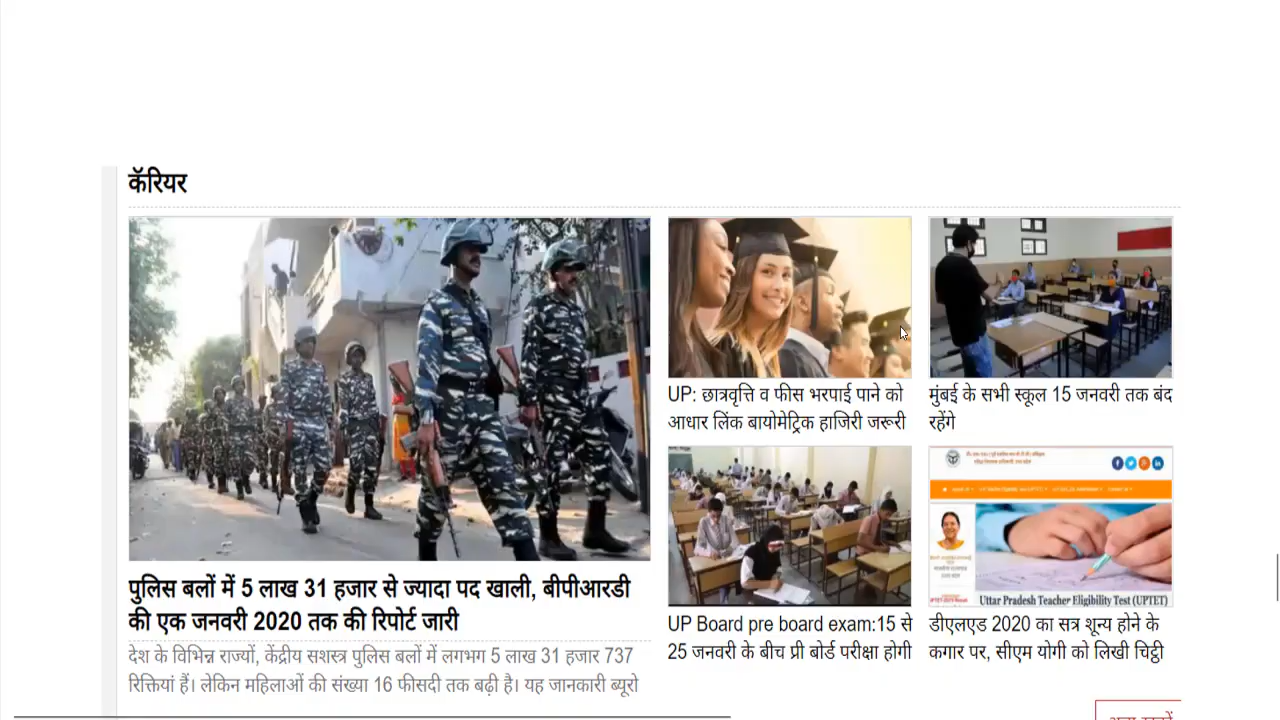 कॅरियर
UP: छात्रवृत्ति व फीस भरपाई पाने को
आधार लिंक बायोमेट्रिक हाजिरी जरूरी
मुंबई के सभी स्कूल 15 जनवरी तक बंद
रहेंगे
Uttar Pradesh Teacher Eligibility Test (UPTET)
पुलिस बलों में 5 लाख 31 हजार से ज्यादा पद खाली, बीपीआरडी
की एक जनवरी 2020 तक की रिपोर्ट जारी
देश के विभिन्न राज्यों, केंद्रीय सशस्त्र पुलिस बलों में लगभग 5 लाख 31 हजार 737
रिक्तियां हैं। लेकिन महिलाओं की संख्या 16 फीसदी तक बढ़ी है। यह जानकारी ब्यूरो
UP Board pre board exam:15 से
25 जनवरी के बीच प्री बोर्ड परीक्षा होगी
डीएलएड 2020 का सत्र शून्य होने के
कगार पर, सीएम योगी को लिखी चिट्ठी